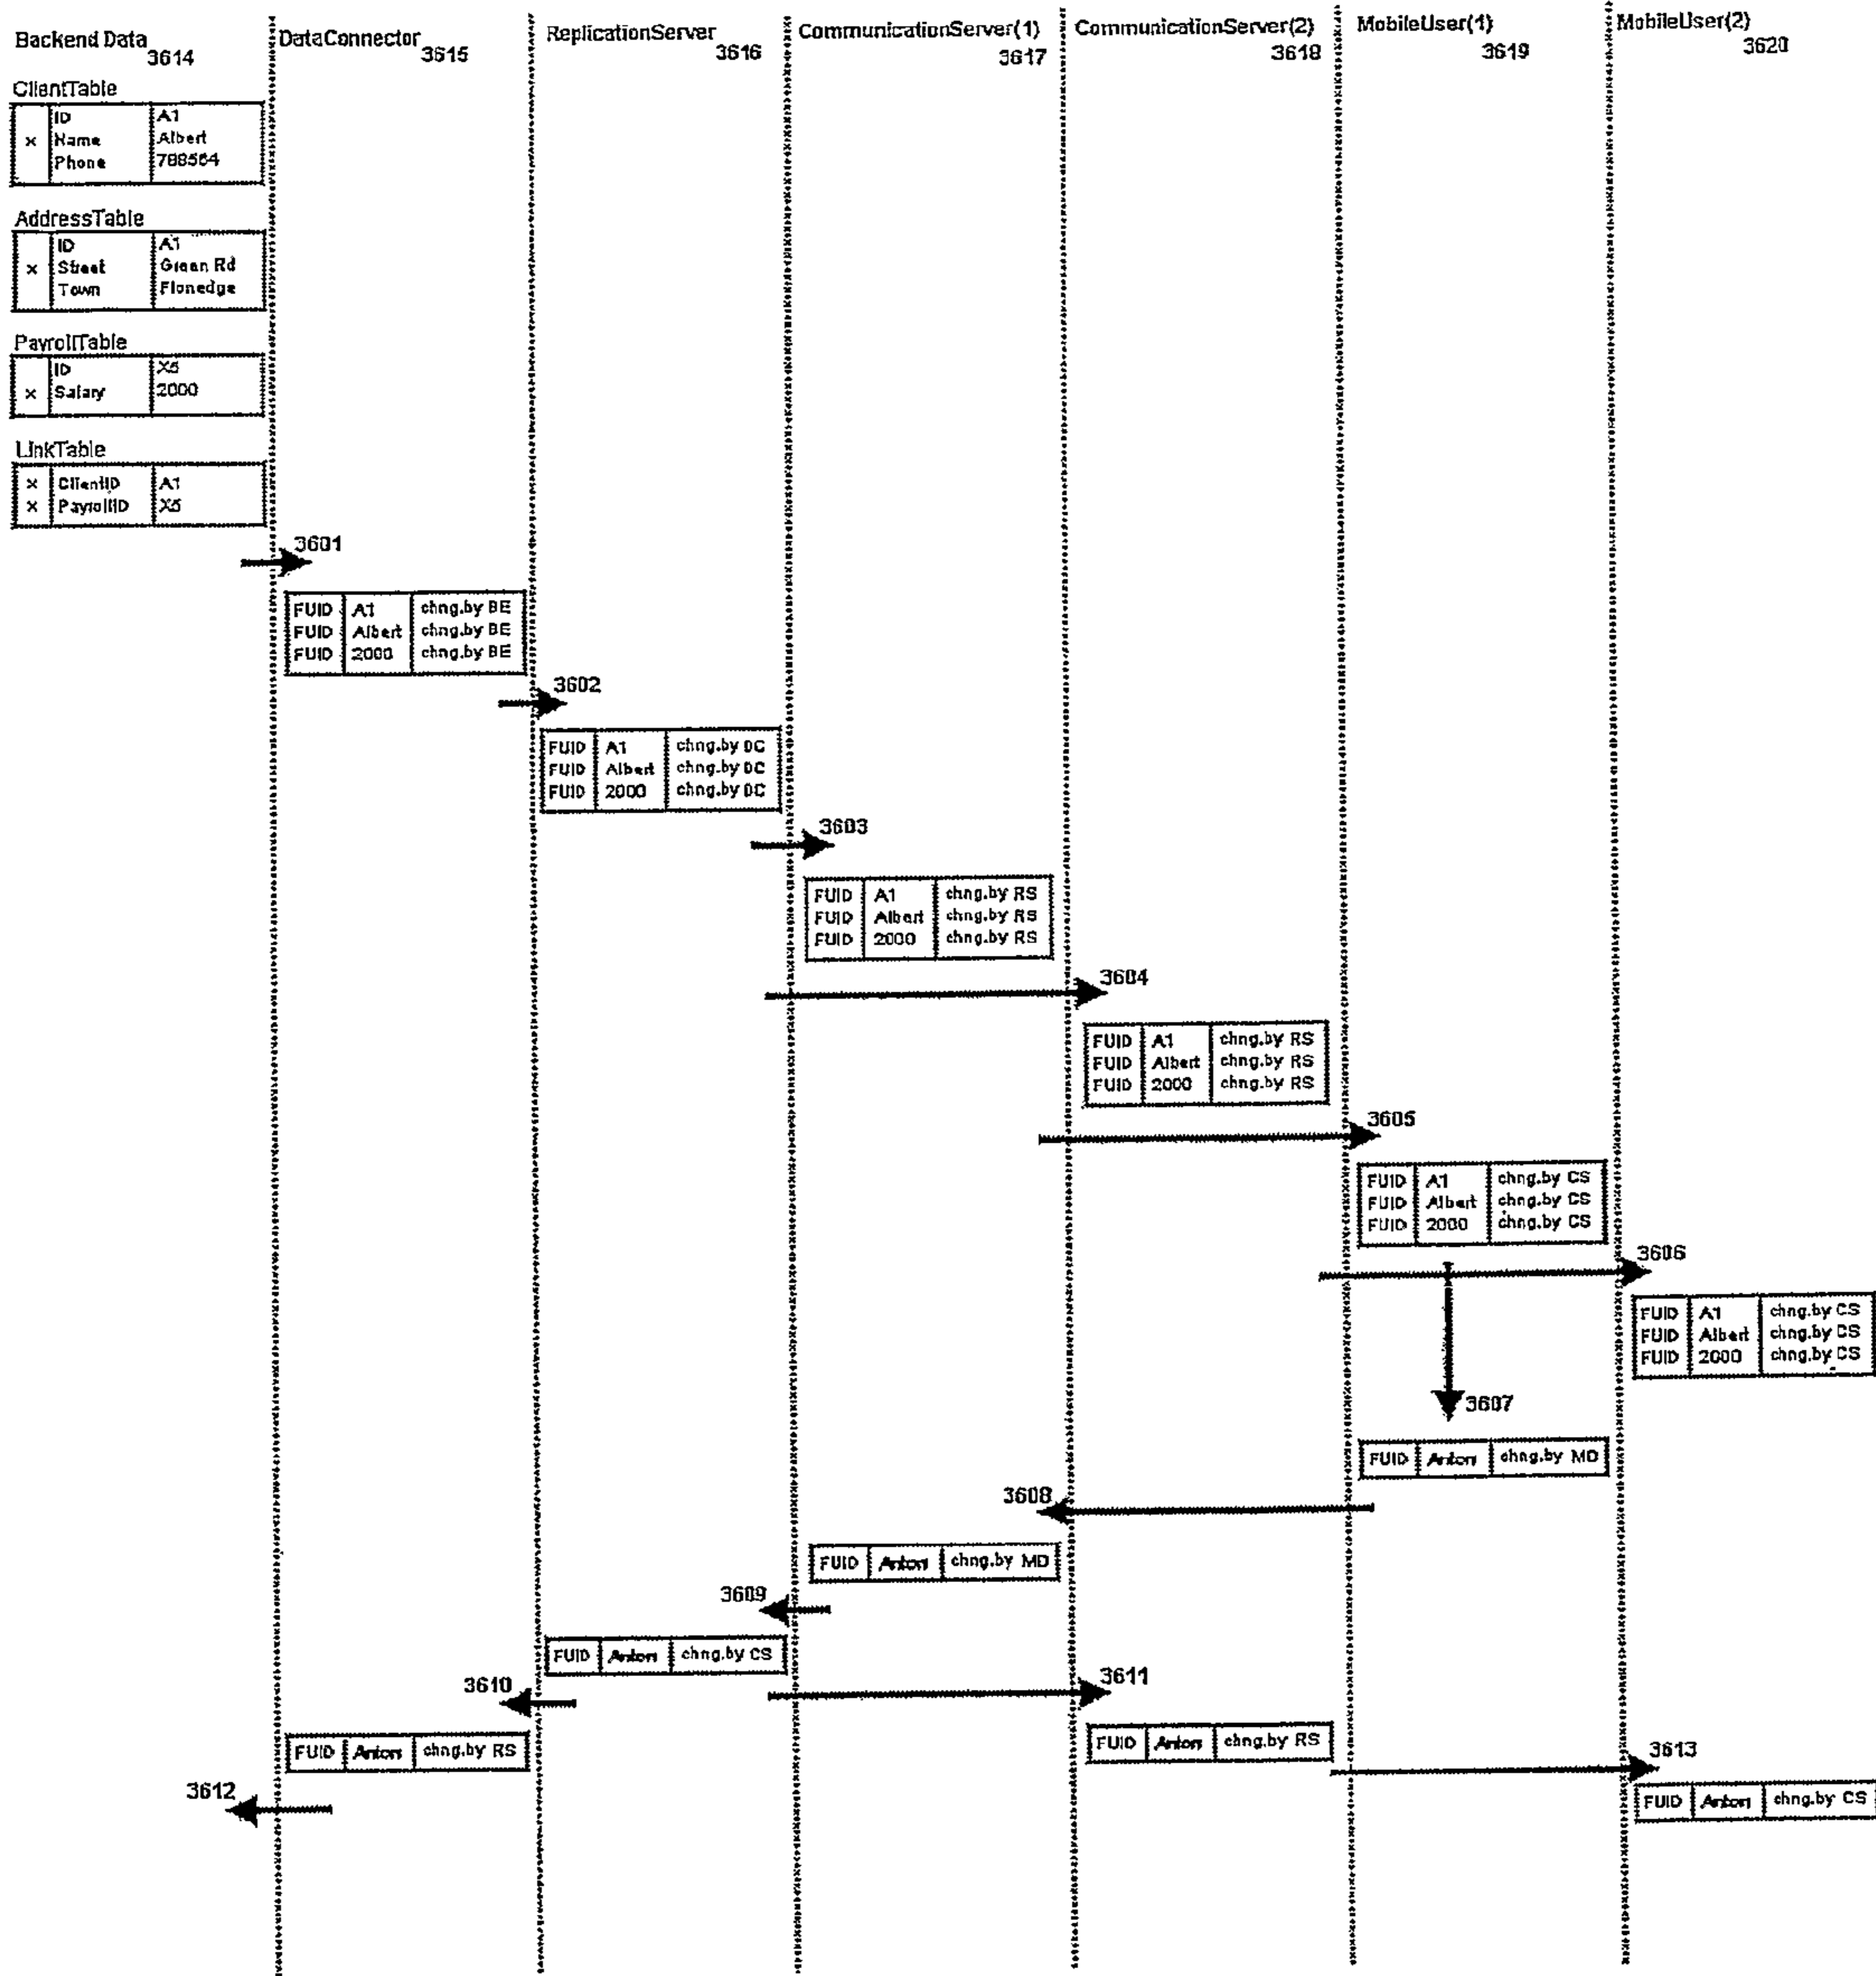 Backend Data
3614
DataConnector
3615
ReplicationServer
3616
CommunicationServer(1)
3617
CommunicationServer(2)
3618
MobileUser(1)
3619
MobileUser(2)
3620
ClientTable
ID A1
x Name Albert
Phone 788564
AddressTable
ID A1
x Street Green Rd
Town Flonedge
PayrollTable
ID X5
x Salary 2000
LinkTable
x ClientID A1
x PayrollID X5
3601
FUID A1 chng.by BE
FUID Albert chng.by BE
FUID 2000 chng.by BE
3602
FUID A1 chng.by DC
FUID Albert chng.by DC
FUID 2000 chng.by DC
3603
FUID A1 chng.by RS
FUID Albert chng.by RS
FUID 2000 chng.by RS
3604
FUID A1 chng.by RS
FUID Albert chng.by RS
FUID 2000 chng.by RS
3605
FUID A1 chng.by CS
FUID Albert chng.by CS
FUID 2000 chng.by CS
3606
FUID A1 chng.by CS
FUID Albert chng.by CS
FUID 2000 chng.by CS
3607
FUID Anton chng.by MD
3608
FUID Anton chng.by MD
3609
FUID Anton chng.by CS
3610
3611
FUID Anton chng.by RS
FUID Anton chng.by RS
3612
3613
FUID Anton chng.by CS